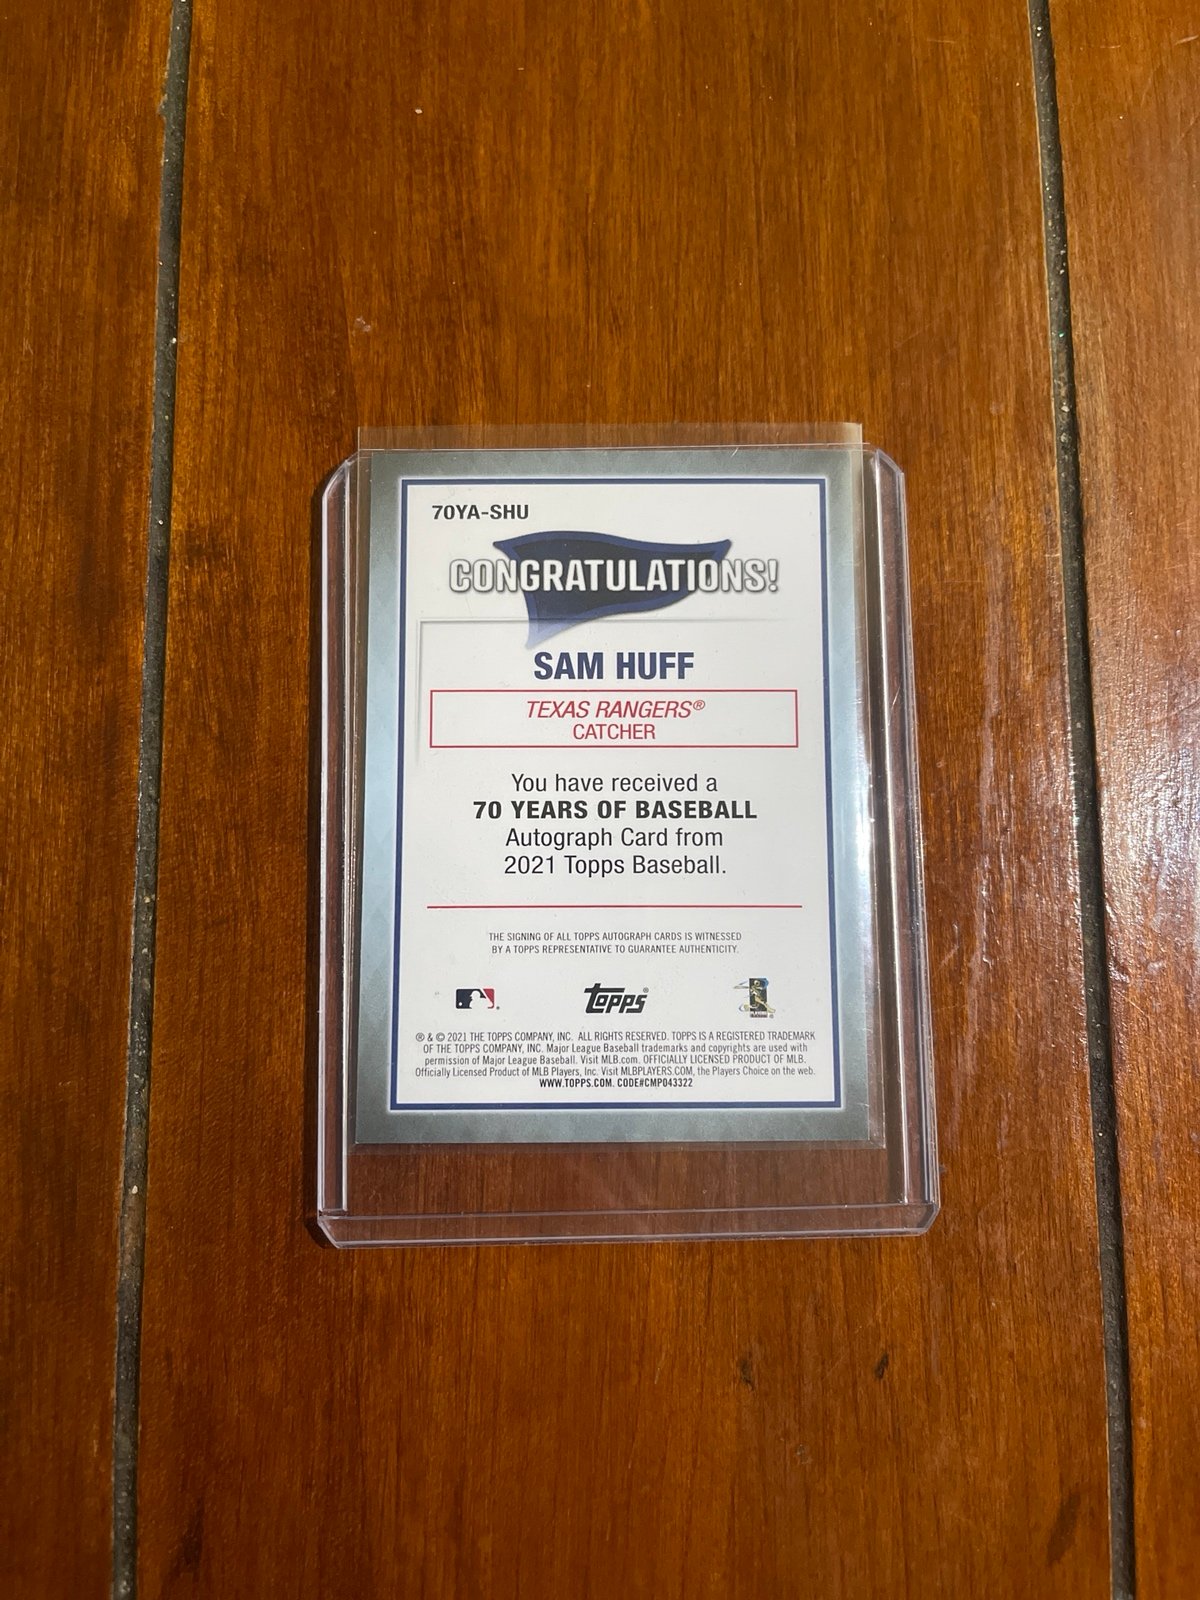 70YA-SHU
CONGRATULATIONS!
SAM HUFF
TEXAS RANGERS®
CATCHER
You have received a
70 YEARS OF BASEBALL
Autograph Card from
2021 Topps Baseball.
THE SIGNING OF ALL TOPPS AUTOGRAPH CARDS IS WITNESSED
BY A TOPPS REPRESENTATIVE TO GUARANTEE AUTHENTICITY.
Topps®
® & © 2021 THE TOPPS COMPANY, INC. ALL RIGHTS RESERVED. TOPPS IS A REGISTERED TRADEMARK
OF THE TOPPS COMPANY, INC. Major League Baseball trademarks and copyrights are used with
permission of Major League Baseball. Visit MLB.com. OFFICIALLY LICENSED PRODUCT OF MLB.
Officially Licensed Product of MLB Players, Inc. Visit MLBPLAYERS.COM, the Players Choice on the web.
WWW.TOPPS.COM. CODE#CMP043322